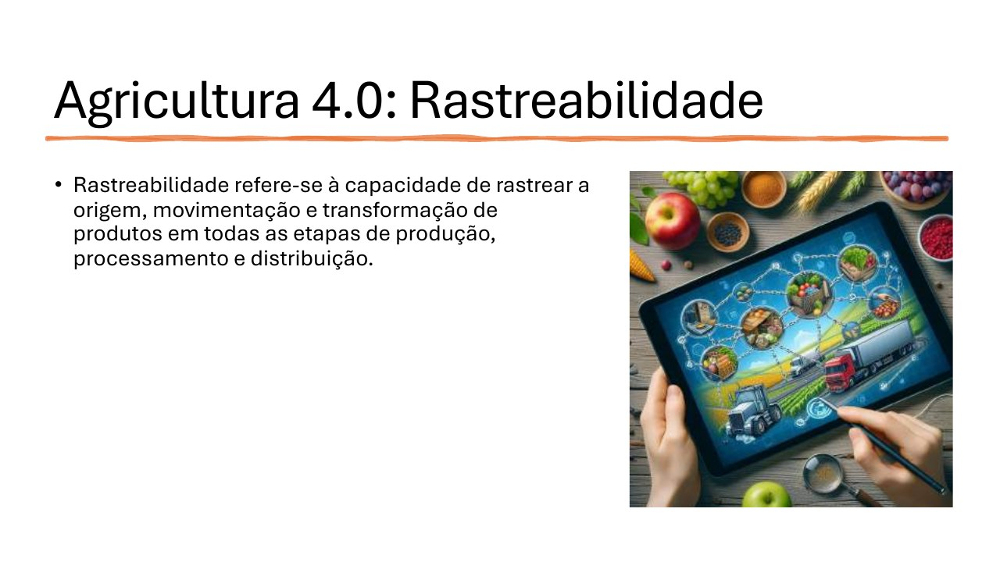 Agricultura 4.0: Rastreabilidade
• Rastreabilidade refere-se à capacidade de rastrear a
origem, movimentação e transformação de
produtos em todas as etapas de produção,
processamento e distribuição.